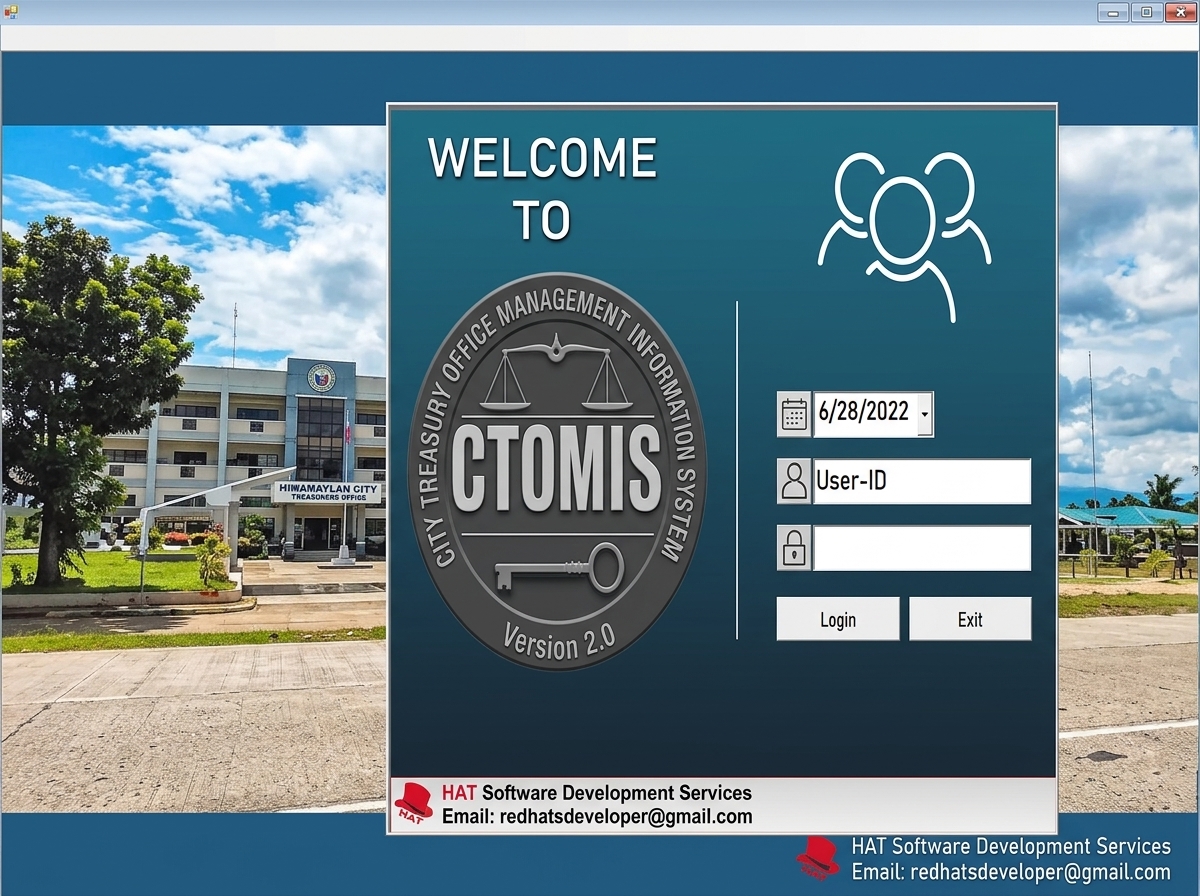 WELCOME
TO
CITY TREASURY OFFICE MANAGEMENT INFORMATION SYSTEM
CTOMIS
Version 2.0
6/28/2022
User-ID
Login
Exit
HIWAMAYLAN CITY
TREASONERS OFFIGS
HAT
HAT Software Development Services
Email: redhatsdeveloper@gmail.com
HAT Software Development Services
Email: redhatsdeveloper@gmail.com